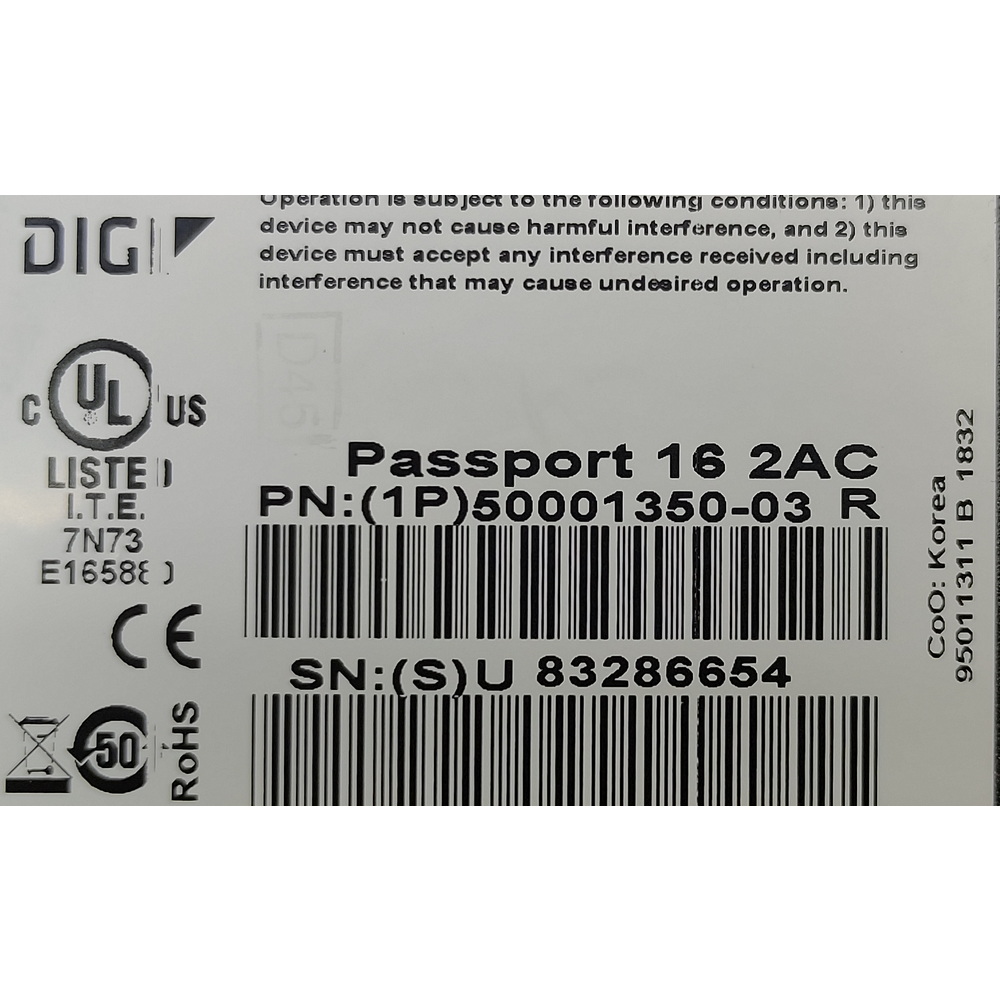 Operation is subject to the following conditions: 1) this
device may not cause harmful interference, and 2) this
device must accept any interference received including
interference that may cause undesired operation.
DIGI
C UL US
LISTED
I.T.E.
7N73
Passport 16 2AC
PN:(1P)50001350-03 R
SN:(S)U 83286654
CE
50
RoHS
CoO: Korea
95011311 B 1832